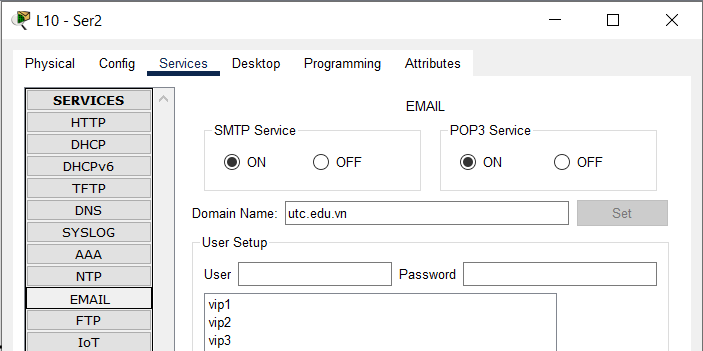 L10 - Ser2
Physical Config Services Desktop Programming Attributes
SERVICES
HTTP
DHCP
DHCPv6
TFTP
DNS
SYSLOG
AAA
NTP
EMAIL
FTP
IoT
EMAIL
SMTP Service
ON OFF
POP3 Service
ON OFF
Domain Name: utc.edu.vn Set
User Setup
User Password
vip1
vip2
vip3